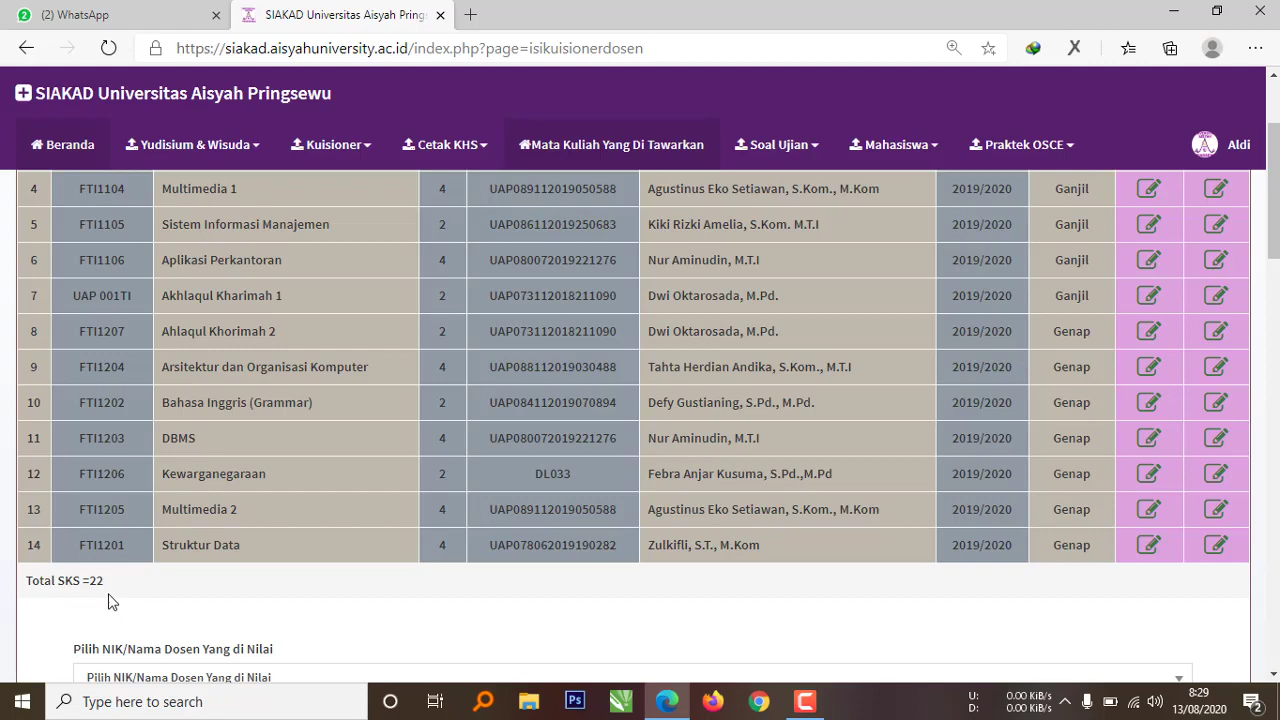 2 (2) WhatsApp × SIAKAD Universitas Aisyah Prings × +
https://siakad.aisyahuniversity.ac.id/index.php?page=isikuisionerdosen
SIAKAD Universitas Aisyah Pringsewu
Beranda Yudisium & Wisuda Kuisioner Cetak KHS Mata Kuliah Yang Di Tawarkan Soal Ujian Mahasiswa Praktek OSCE Aldi
4 FTI1104 Multimedia 1 4 UAP089112019050588 Agustinus Eko Setiawan, S.Kom., M.Kom 2019/2020 Ganjil
5 FTI1105 Sistem Informasi Manajemen 2 UAP086112019250683 Kiki Rizki Amelia, S.Kom. M.T.I 2019/2020 Ganjil
6 FTI1106 Aplikasi Perkantoran 4 UAP080072019221276 Nur Aminudin, M.T.I 2019/2020 Ganjil
7 UAP 001TI Akhlaqul Kharimah 1 2 UAP073112018211090 Dwi Oktarosada, M.Pd. 2019/2020 Ganjil
8 FTI1207 Ahlaqul Khorimah 2 2 UAP073112018211090 Dwi Oktarosada, M.Pd. 2019/2020 Genap
9 FTI1204 Arsitektur dan Organisasi Komputer 4 UAP088112019030488 Tahta Herdian Andika, S.Kom., M.T.I 2019/2020 Genap
10 FTI1202 Bahasa Inggris (Grammar) 2 UAP084112019070894 Defy Gustianing, S.Pd., M.Pd. 2019/2020 Genap
11 FTI1203 DBMS 4 UAP080072019221276 Nur Aminudin, M.T.I 2019/2020 Genap
12 FTI1206 Kewarganegaraan 2 DL033 Febra Anjar Kusuma, S.Pd.,M.Pd 2019/2020 Genap
13 FTI1205 Multimedia 2 4 UAP089112019050588 Agustinus Eko Setiawan, S.Kom., M.Kom 2019/2020 Genap
14 FTI1201 Struktur Data 4 UAP078062019190282 Zulkifli, S.T., M.Kom 2019/2020 Genap
Total SKS =22
Pilih NIK/Nama Dosen Yang di Nilai
Pilih NIK/Nama Dosen Yang di Nilai
Type here to search Ps U: 0.00 KiB/s 8:29
D: 0.00 KiB/s 13/08/2020 2